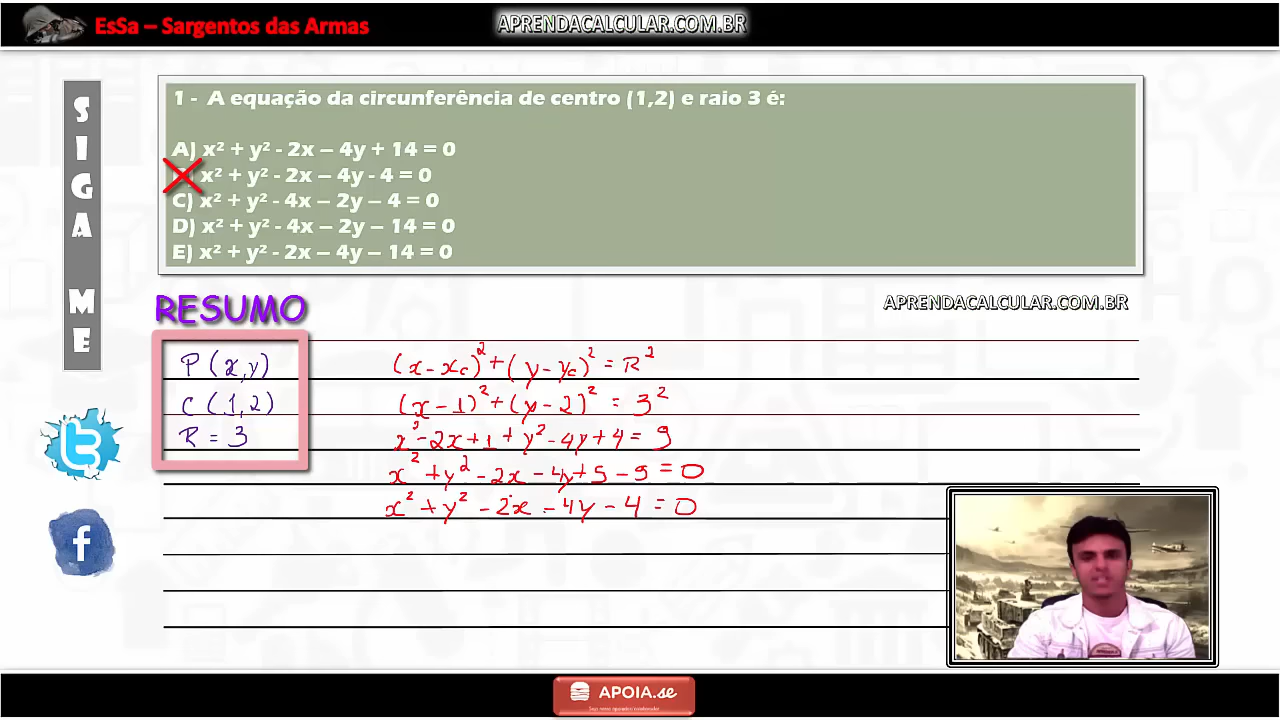 EsSa – Sargentos das Armas
APRENDACALCULAR.COM.BR
SIGA ME
1 - A equação da circunferência de centro (1,2) e raio 3 é:
A) x² + y² - 2x – 4y + 14 = 0
x² + y² - 2x – 4y - 4 = 0
C) x² + y² - 4x – 2y – 4 = 0
D) x² + y² - 4x – 2y – 14 = 0
E) x² + y² - 2x – 4y – 14 = 0
RESUMO
APRENDACALCULAR.COM.BR
P (x,y)
C (1,2)
R = 3
(x - xc)² + (y - yc)² = R²
(x - 1)² + (y - 2)² = 3²
x² - 2x + 1 + y² - 4y + 4 = 9
x² + y² - 2x - 4y + 5 - 9 = 0
x² + y² - 2x - 4y - 4 = 0
APOIA.se